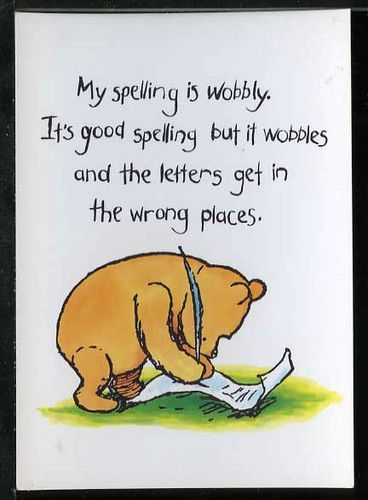 My spelling is wobbly.
It's good spelling but it wobbles
and the letters get in
the wrong places.